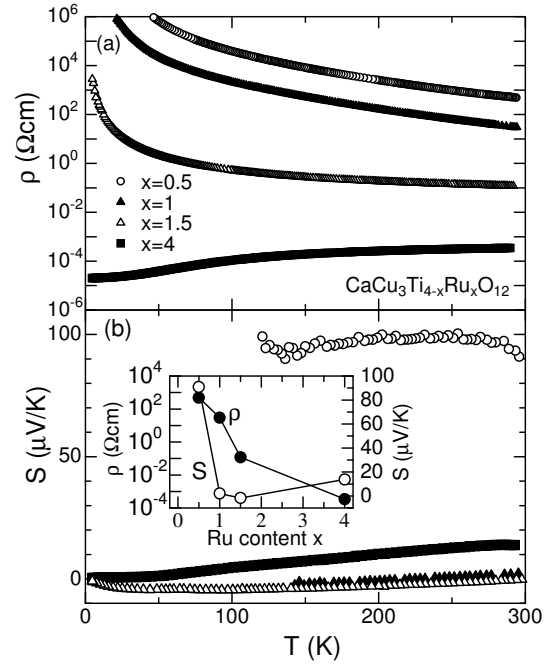 10^6
(a)
10^4
10^2
10^0
10^-2
10^-4
10^-6
ρ (Ωcm)
x=0.5
x=1
x=1.5
x=4
CaCu3Ti4-xRuxO12
100
(b)
50
0
S (μV/K)
10^4
10^2
10^0
10^-2
10^-4
ρ (Ωcm)
ρ
S
100
80
60
40
20
0
S (μV/K)
0 1 2 3 4
Ru content x
0 100 200 300
T (K)